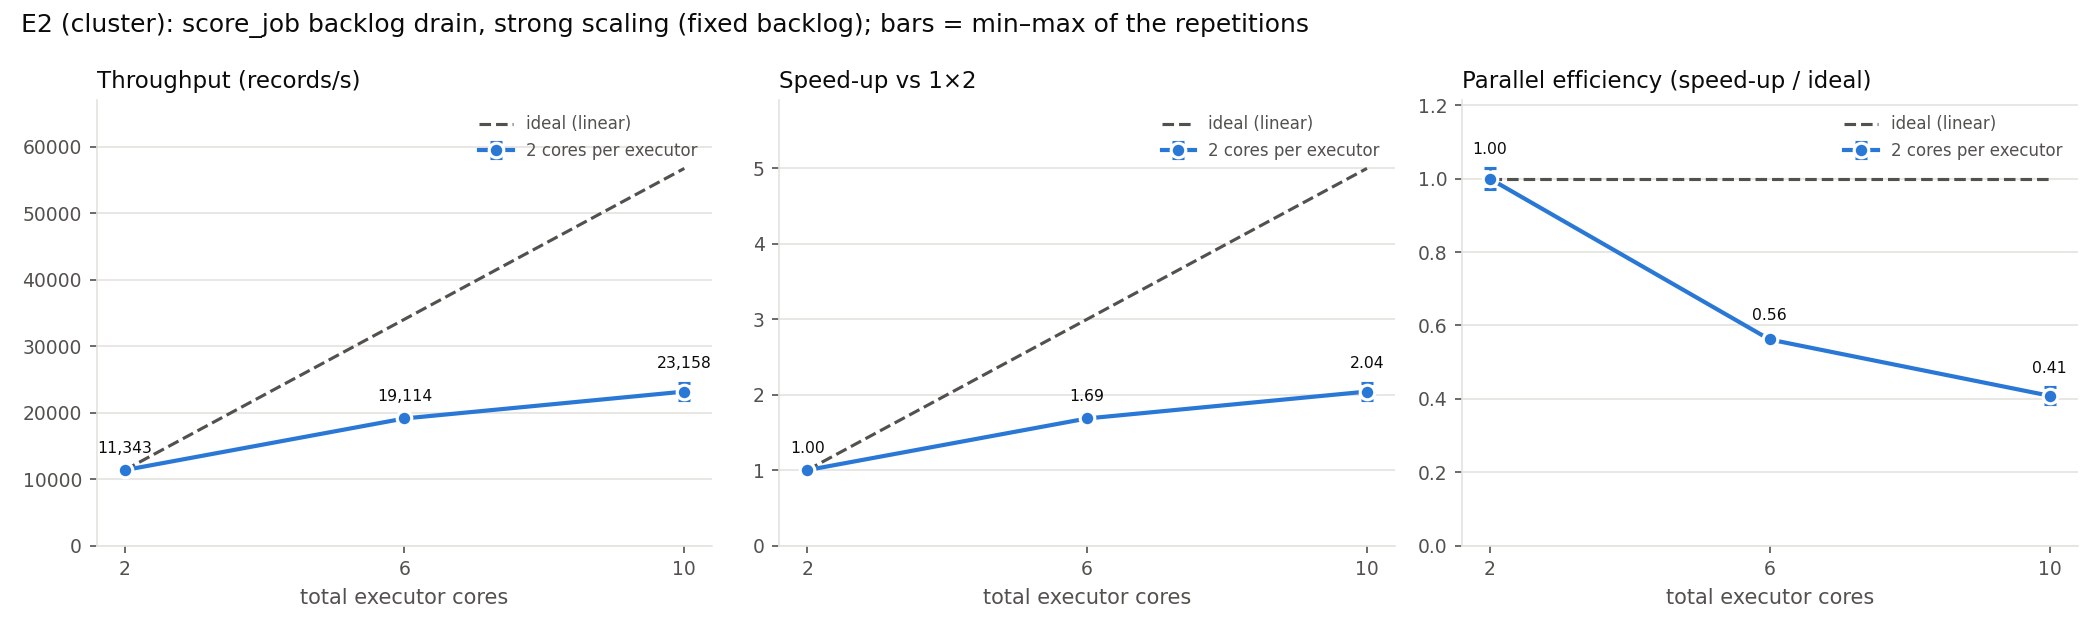 E2 (cluster): score_job backlog drain, strong scaling (fixed backlog); bars = min–max of the repetitions
Throughput (records/s)
ideal (linear)
2 cores per executor
60000
50000
40000
30000
20000
10000
0
11,343
19,114
23,158
2
6
10
total executor cores
Speed-up vs 1×2
ideal (linear)
2 cores per executor
5
4
3
2
1
0
1.00
1.69
2.04
2
6
10
total executor cores
Parallel efficiency (speed-up / ideal)
ideal (linear)
2 cores per executor
1.2
1.0
0.8
0.6
0.4
0.2
0.0
1.00
0.56
0.41
2
6
10
total executor cores